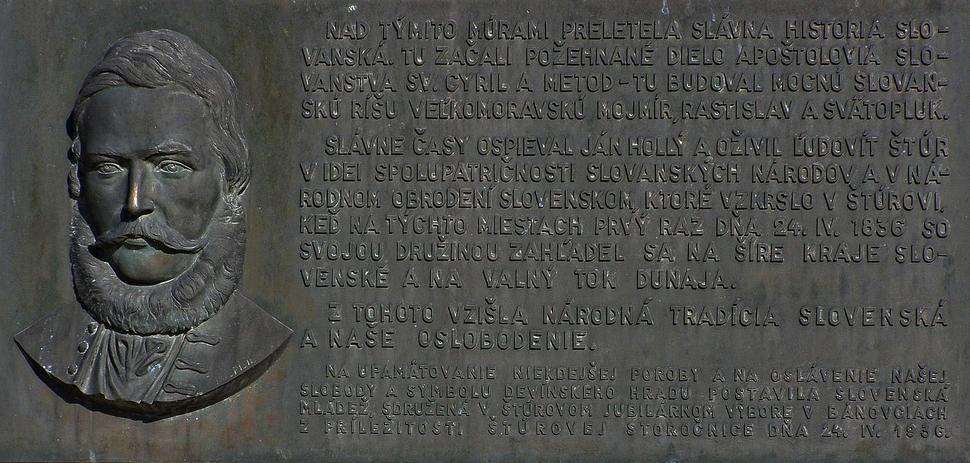 NAD TÝMITO MÚRAMI PRELETELA SLÁVNA HISTORIA SLO-
VANSKÁ. TU ZAČALI POŽEHNANÉ DIELO APOŠTOLOVIA SLO-
VANSTVA SV. CYRIL A METOD-TU BUDOVAL MOCNÚ SLOVAN-
SKÚ RÍŠU VEĽKOMORAVSKÚ MOJMÍR, RASTISLAV A SVÄTOPLUK.
SLÁVNE ČASY OSPIEVAL JÁN HOLLÝ A OŽIVIL ĽUDOVÍT ŠTÚR
V IDEI SPOLUPATRIČNOSTI SLOVANSKÝCH NÁRODOV A V NÁ-
RODNOM OBRODENÍ SLOVENSKOM, KTORÉ VZKRSLO V ŠTÚROVI,
KEĎ NA TÝCHTO MIESTACH PRVÝ RAZ DŇA 24. IV. 1836 SO
SVOJOU DRUŽINOU ZAHĽADEL SA NA ŠÍRE KRAJE SLO-
VENSKÉ A NA VALNÝ TOK DUNAJA.
Z TOHOTO VZIŠLA NÁRODNÁ TRADÍCIA SLOVENSKÁ
A NAŠE OSLOBODENIE.
NA UPAMÄTOVANIE NIEKDEJŠEJ POROBY A NA OSLÁVENIE NAŠEJ
SLOBODY A SYMBOLU DEVÍNSKEHO HRADU POSTAVILA SLOVENSKÁ
MLÁDEŽ, SDRUŽENÁ V ŠTÚROVOM JUBILÁRKOM VÝBORE V BÁNOVCIACH
Z PRÍLEŽITOSTI ŠTÚROVEJ STOROČNICE DŇA 24. IV. 1936.